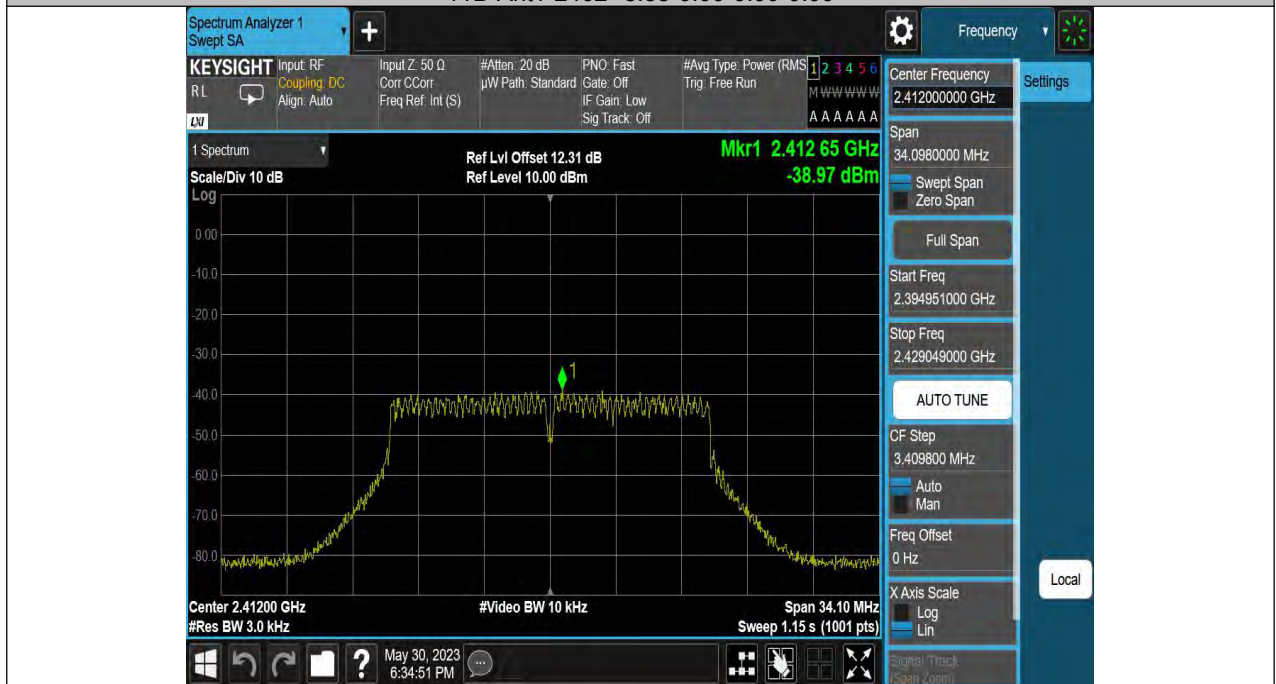 Spectrum Analyzer 1
Swept SA
+
Frequency
KEYSIGHT
RL
LXI
Input: RF
Coupling: DC
Align: Auto
Input Z: 50 Ω
Corr CCorr
Freq Ref: Int (S)
#Atten: 20 dB
µW Path: Standard
PNO: Fast
Gate: Off
IF Gain: Low
Sig Track: Off
#Avg Type: Power (RMS
Trig: Free Run
1 2 3 4 5 6
M W W W W W
A A A A A A
1 Spectrum
Scale/Div 10 dB
Ref Lvl Offset 12.31 dB
Ref Level 10.00 dBm
Mkr1 2.412 65 GHz
-38.97 dBm
Log
0.00
-10.0
-20.0
-30.0
-40.0
-50.0
-60.0
-70.0
-80.0
1
Center 2.41200 GHz
#Res BW 3.0 kHz
#Video BW 10 kHz
Span 34.10 MHz
Sweep 1.15 s (1001 pts)
Center Frequency
2.412000000 GHz
Settings
Span
34.0980000 MHz
Swept Span
Zero Span
Full Span
Start Freq
2.394951000 GHz
Stop Freq
2.429049000 GHz
AUTO TUNE
CF Step
3.409800 MHz
Auto
Man
Freq Offset
0 Hz
Local
X Axis Scale
Log
Lin
Signal Track
(Span Zoom)
?
May 30, 2023
6:34:51 PM